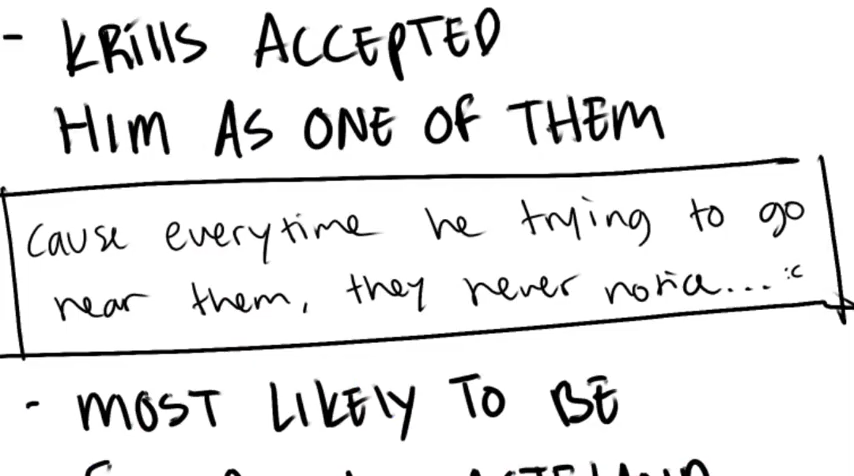 - KRillS ACCEPTED
HIM AS ONE OF THEM
Cause everytime he trying to go
near them, they never notice.... :c
- MOST LIKELY TO BE